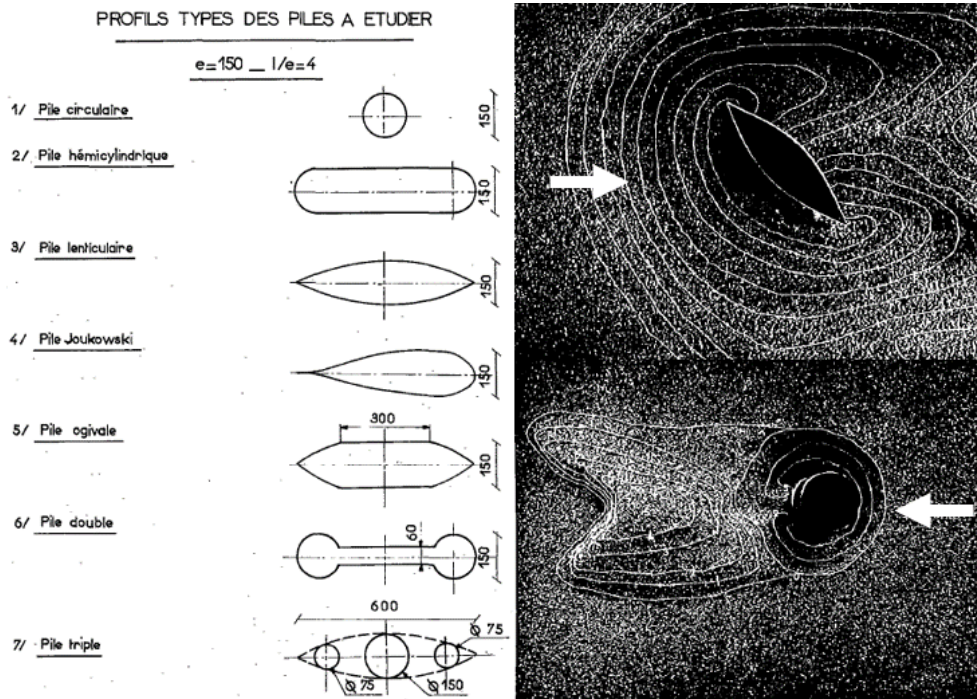 PROFILS TYPES DES PILES A ETUDIER
e=150 _ l/e=4
1/ Pile circulaire
150
2/ Pile hémicylindrique
150
3/ Pile lenticulaire
150
4/ Pile Joukowski
150
5/ Pile ogivale
300
150
6/ Pile double
60
150
600
7/ Pile triple
Ø 75
Ø 75
Ø 150